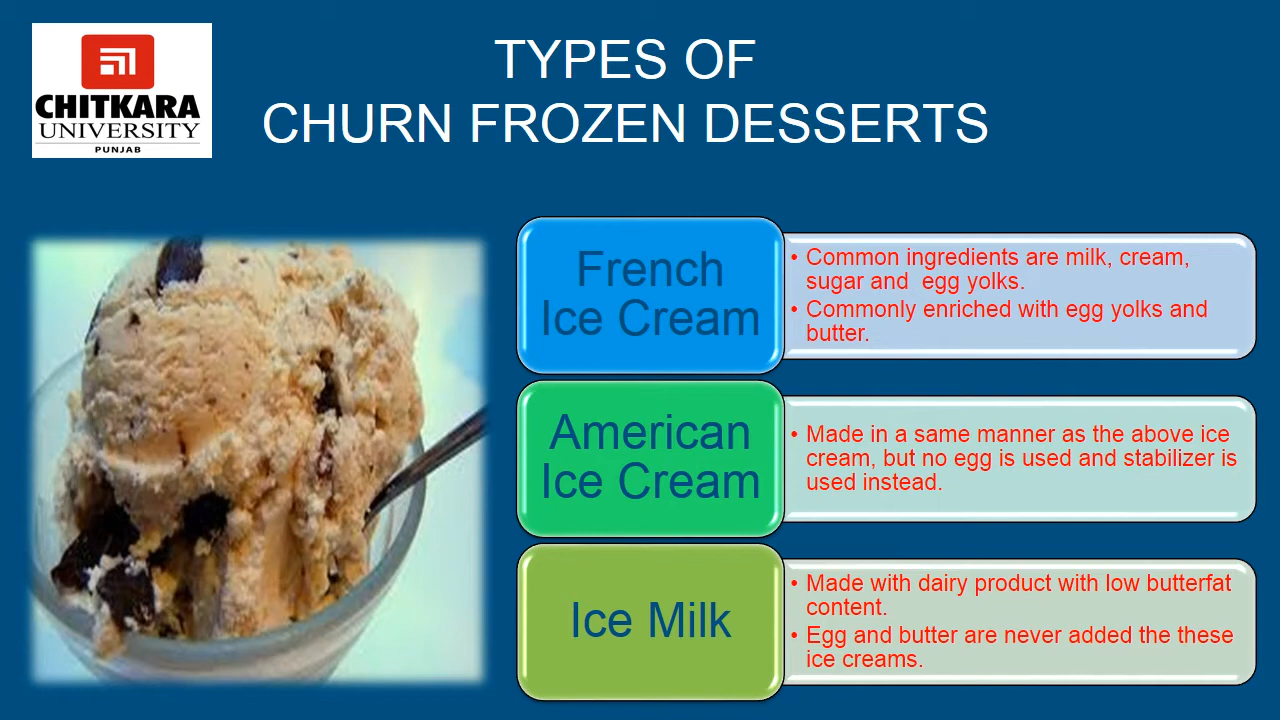 CHITKARA
UNIVERSITY
PUNJAB
TYPES OF
CHURN FROZEN DESSERTS
French
Ice Cream
• Common ingredients are milk, cream,
sugar and  egg yolks.
• Commonly enriched with egg yolks and
butter.
American
Ice Cream
• Made in a same manner as the above ice
cream, but no egg is used and stabilizer is
used instead.
Ice Milk
• Made with dairy product with low butterfat
content.
• Egg and butter are never added the these
ice creams.